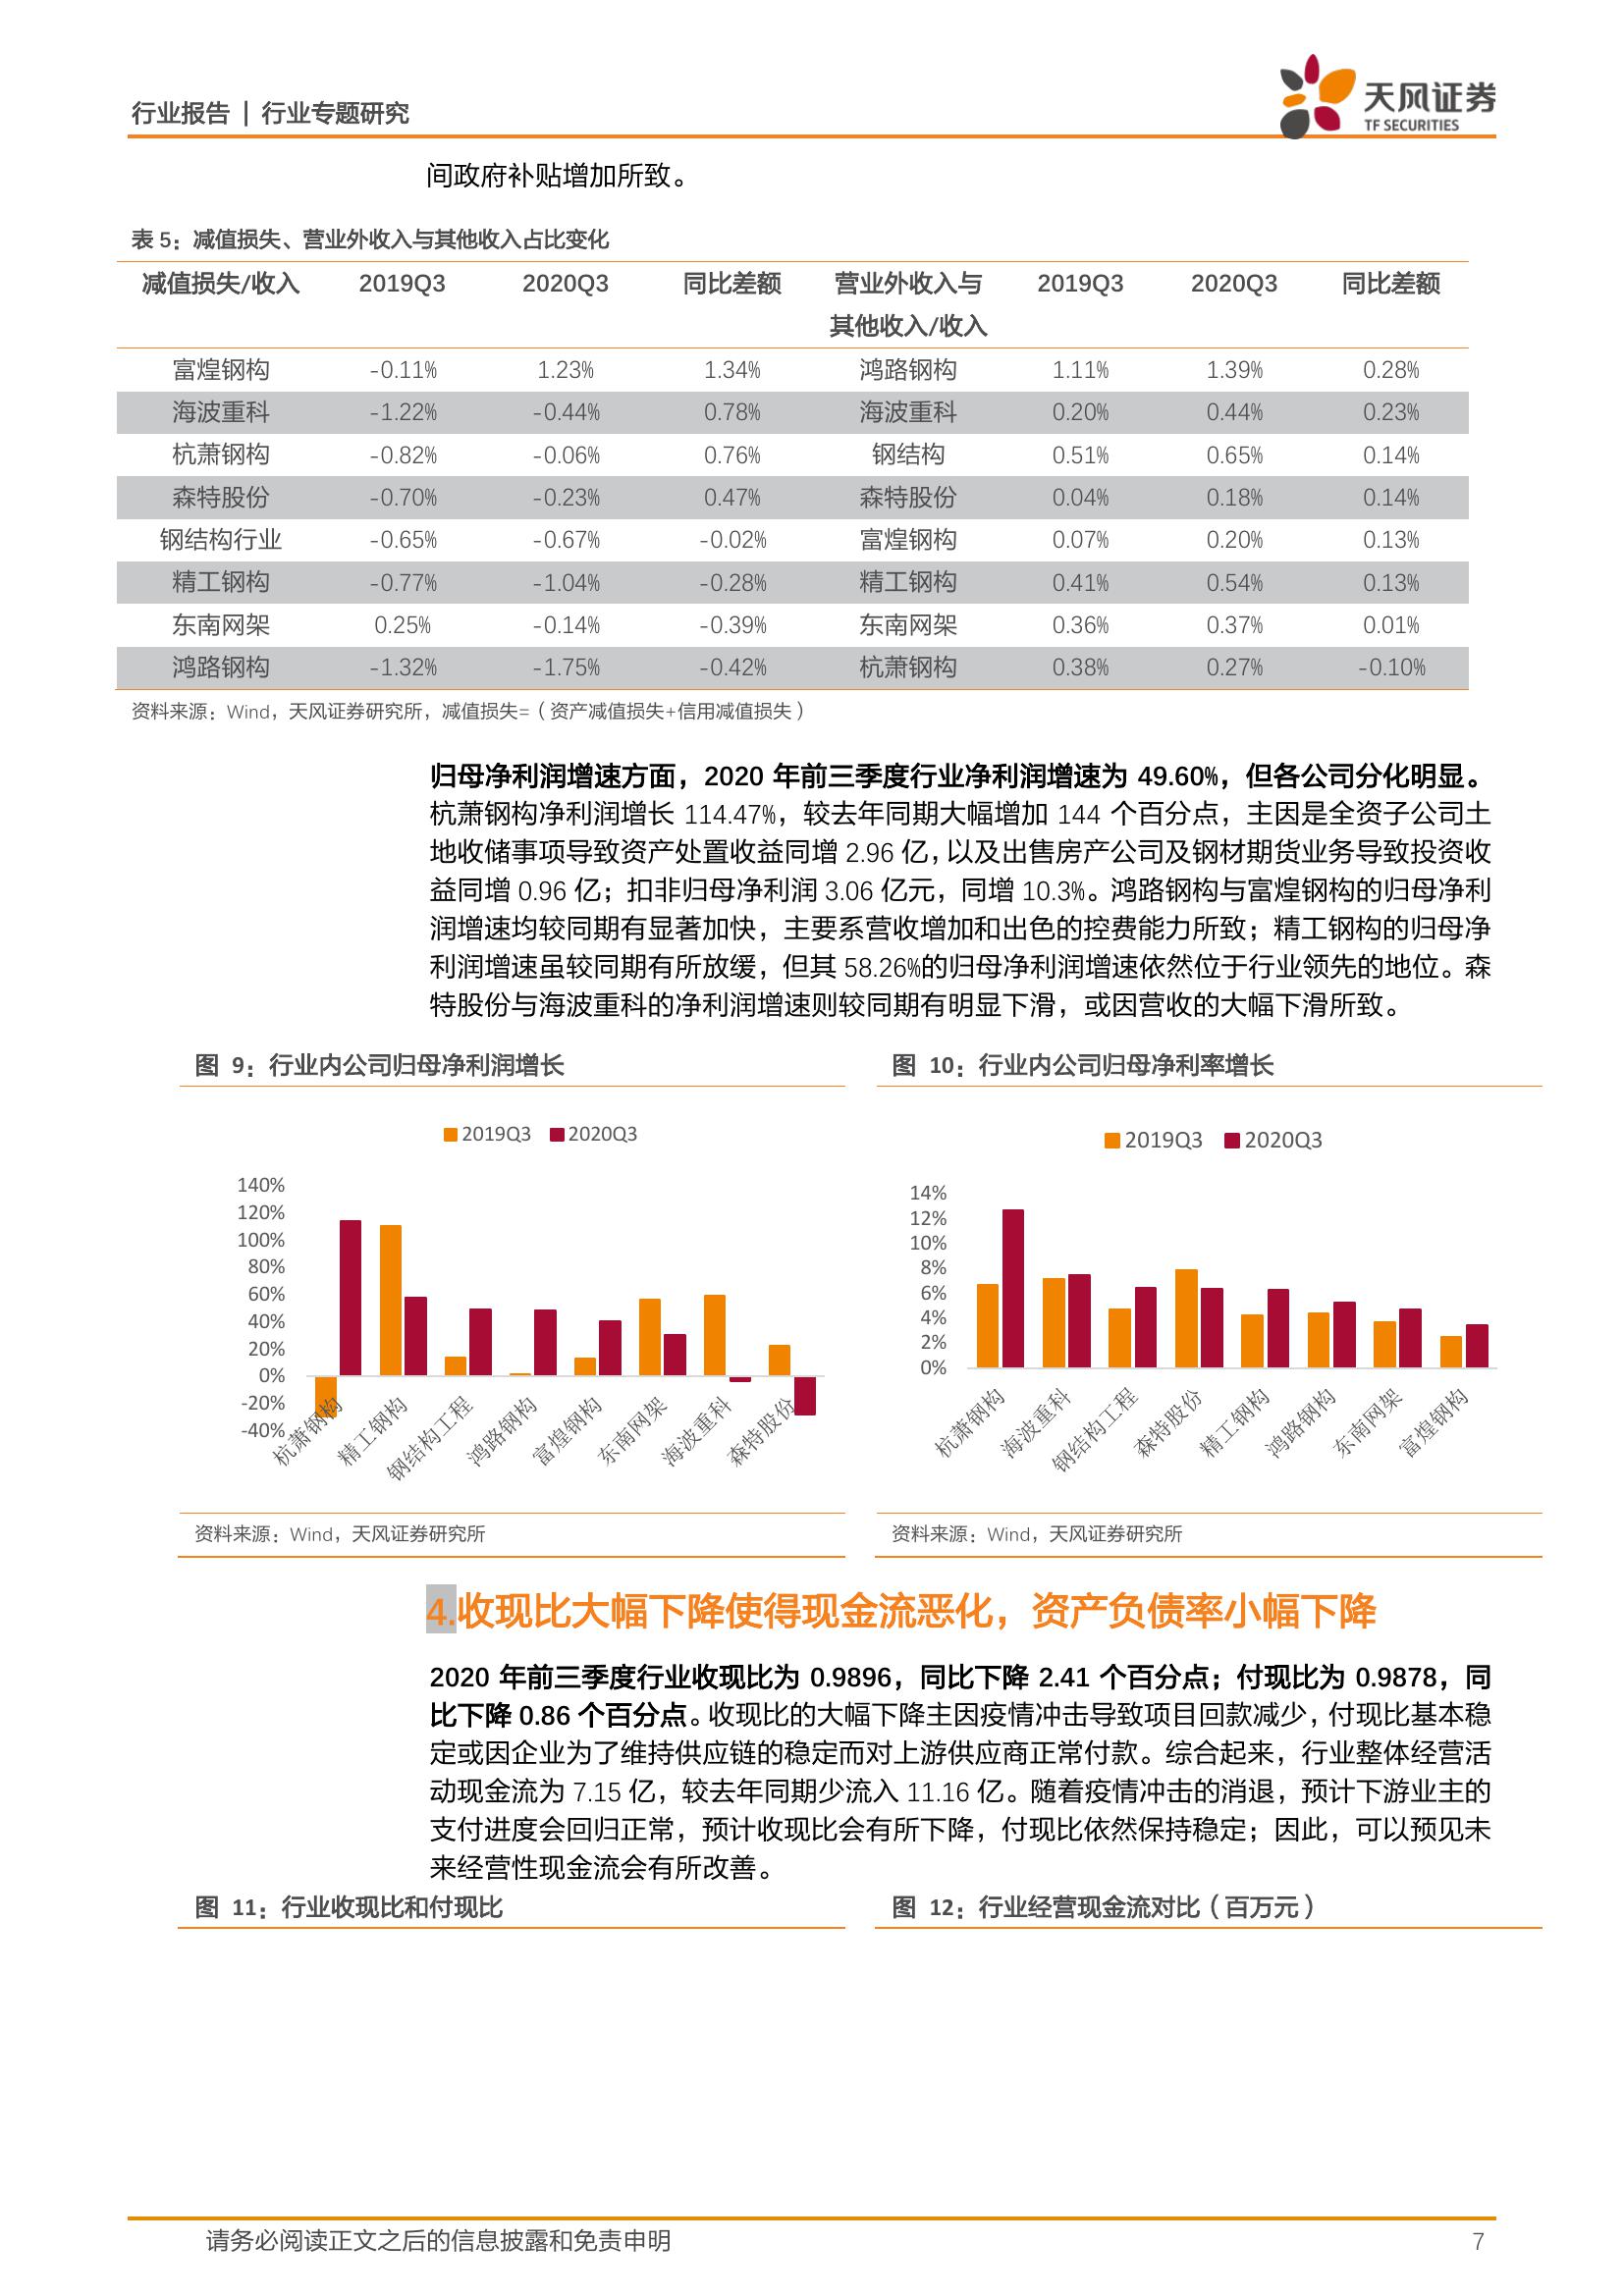 行业报告 | 行业专题研究
天风证券
TF SECURITIES
间政府补贴增加所致。
表 5：减值损失、营业外收入与其他收入占比变化
减值损失/收入 2019Q3 2020Q3 同比差额 营业外收入与 2019Q3 2020Q3 同比差额
其他收入/收入
富煌钢构 -0.11% 1.23% 1.34% 鸿路钢构 1.11% 1.39% 0.28%
海波重科 -1.22% -0.44% 0.78% 海波重科 0.20% 0.44% 0.23%
杭萧钢构 -0.82% -0.06% 0.76% 钢结构 0.51% 0.65% 0.14%
森特股份 -0.70% -0.23% 0.47% 森特股份 0.04% 0.18% 0.14%
钢结构行业 -0.65% -0.67% -0.02% 富煌钢构 0.07% 0.20% 0.13%
精工钢构 -0.77% -1.04% -0.28% 精工钢构 0.41% 0.54% 0.13%
东南网架 0.25% -0.14% -0.39% 东南网架 0.36% 0.37% 0.01%
鸿路钢构 -1.32% -1.75% -0.42% 杭萧钢构 0.38% 0.27% -0.10%
资料来源：Wind，天风证券研究所，减值损失=（资产减值损失+信用减值损失）
归母净利润增速方面，2020 年前三季度行业净利润增速为 49.60%，但各公司分化明显。
杭萧钢构净利润增长 114.47%，较去年同期大幅增加 144 个百分点，主因是全资子公司土
地收储事项导致资产处置收益同增 2.96 亿，以及出售房产公司及钢材期货业务导致投资收
益同增 0.96 亿；扣非归母净利润 3.06 亿元，同增 10.3%。鸿路钢构与富煌钢构的归母净利
润增速均较同期有显著加快，主要系营收增加和出色的控费能力所致；精工钢构的归母净
利润增速虽较同期有所放缓，但其 58.26%的归母净利润增速依然位于行业领先的地位。森
特股份与海波重科的净利润增速则较同期有明显下滑，或因营收的大幅下滑所致。
图 9：行业内公司归母净利润增长
2019Q3 2020Q3
140%
120%
100%
80%
60%
40%
20%
0%
-20%
-40%
杭萧钢构 精工钢构 钢结构工程 鸿路钢构 富煌钢构 东南网架 海波重科 森特股份
资料来源：Wind，天风证券研究所
图 10：行业内公司归母净利率增长
2019Q3 2020Q3
14%
12%
10%
8%
6%
4%
2%
0%
杭萧钢构 海波重科 钢结构工程 森特股份 精工钢构 鸿路钢构 东南网架 富煌钢构
资料来源：Wind，天风证券研究所
4.收现比大幅下降使得现金流恶化，资产负债率小幅下降
2020 年前三季度行业收现比为 0.9896，同比下降 2.41 个百分点；付现比为 0.9878，同
比下降 0.86 个百分点。收现比的大幅下降主因疫情冲击导致项目回款减少，付现比基本稳
定或因企业为了维持供应链的稳定而对上游供应商正常付款。综合起来，行业整体经营活
动现金流为 7.15 亿，较去年同期少流入 11.16 亿。随着疫情冲击的消退，预计下游业主的
支付进度会回归正常，预计收现比会有所下降，付现比依然保持稳定；因此，可以预见未
来经营性现金流会有所改善。
图 11：行业收现比和付现比
图 12：行业经营现金流对比（百万元）
请务必阅读正文之后的信息披露和免责申明
7